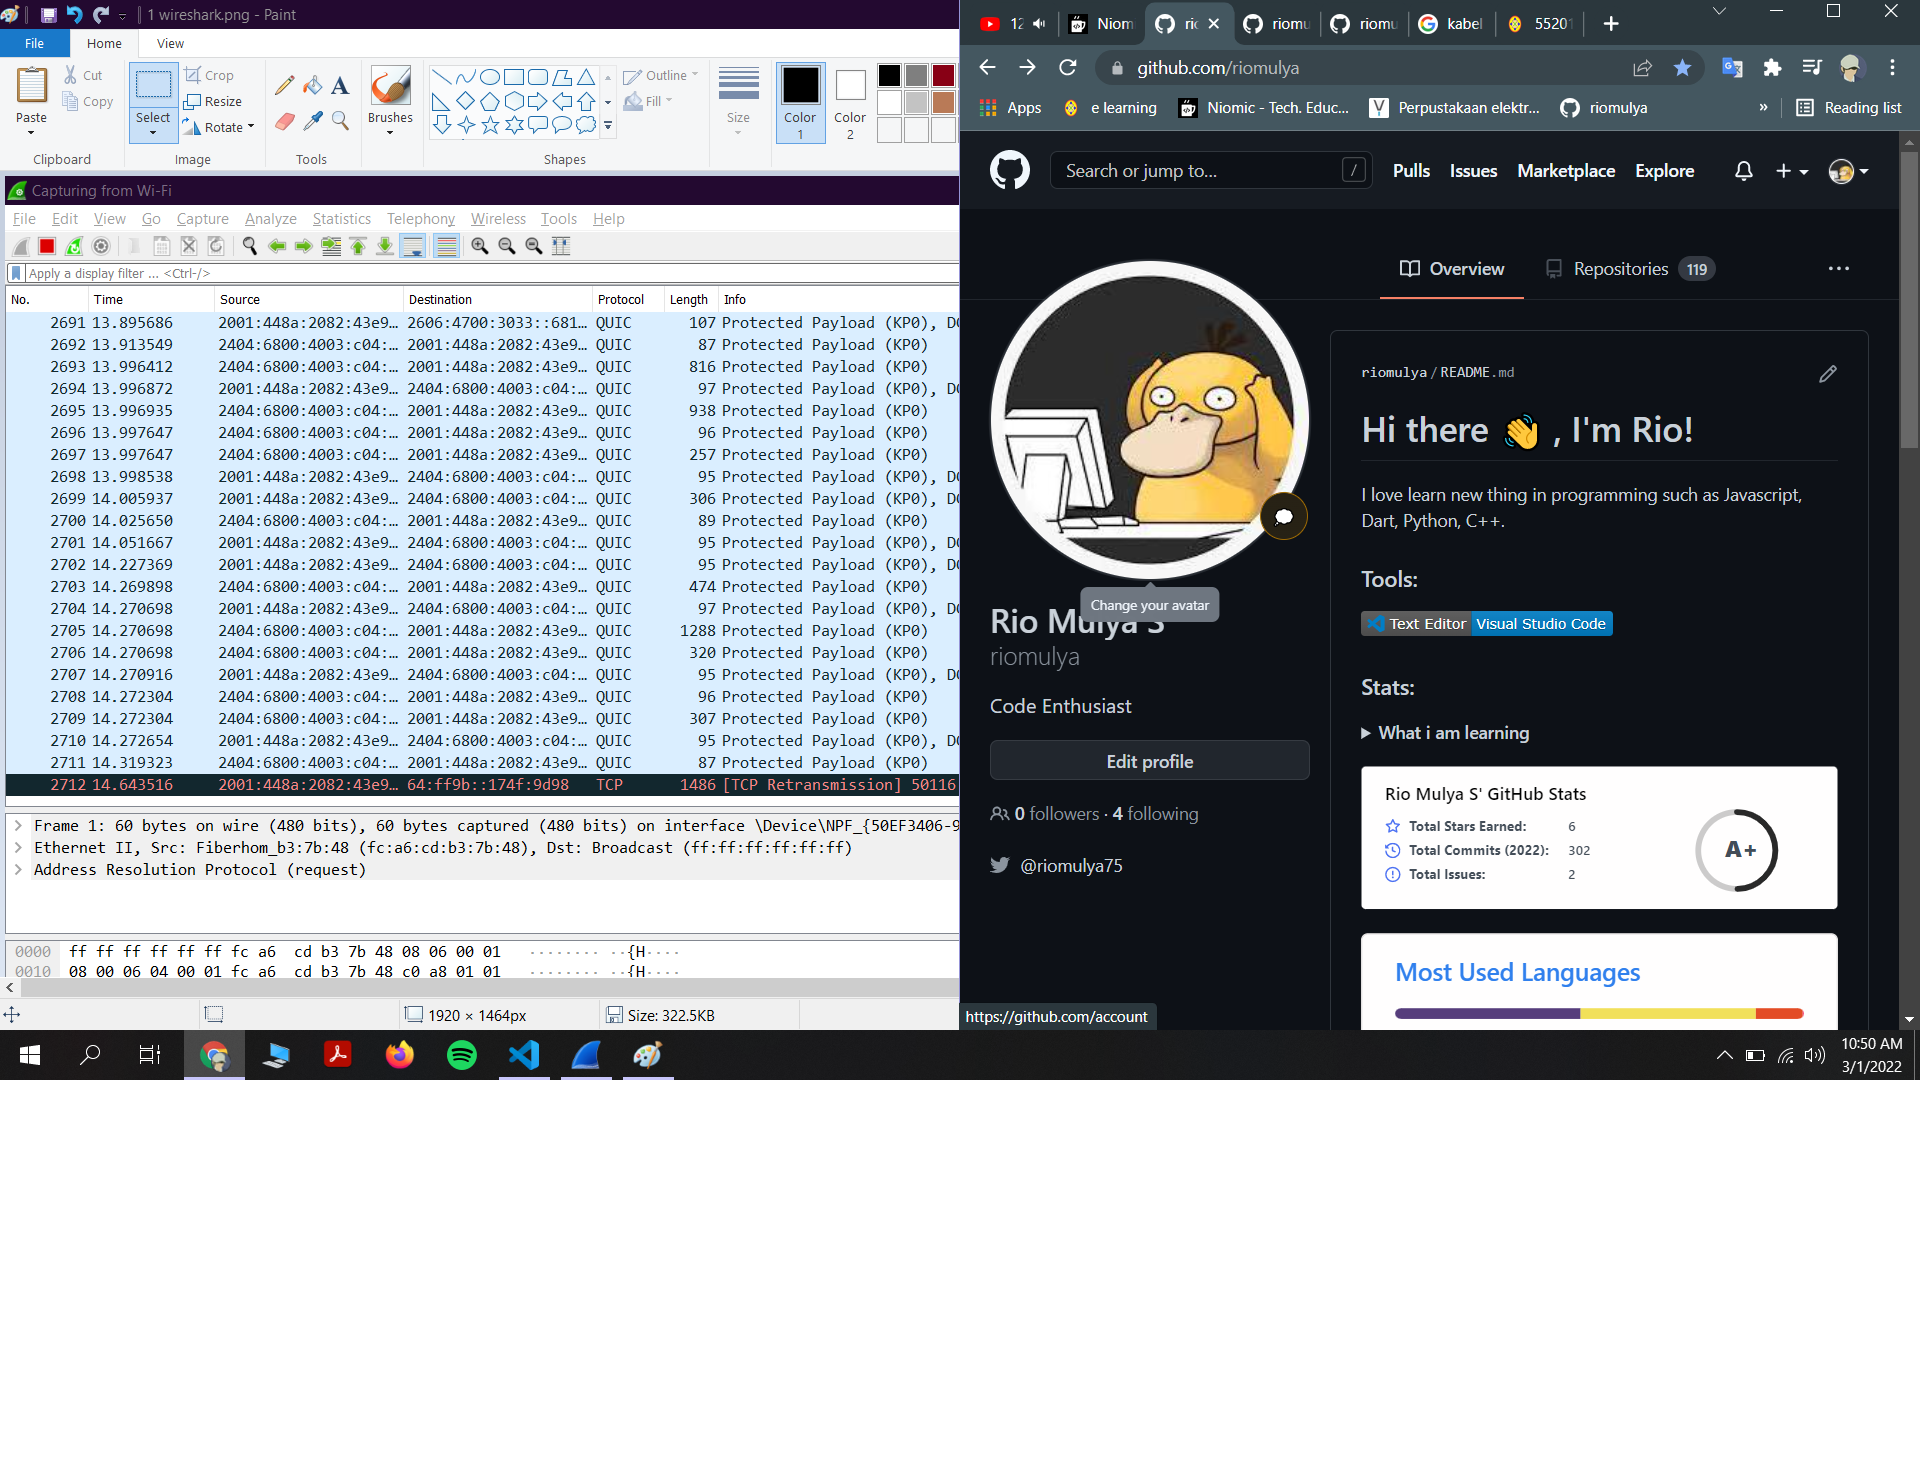 1 wireshark.png - Paint
File
Home
View
Paste
Cut
Copy
Clipboard
Select
Crop
Resize
Rotate
Image
Tools
Brushes
Outline
Fill
Shapes
Size
Color 1
Color 2
Capturing from Wi-Fi
File Edit View Go Capture Analyze Statistics Telephony Wireless Tools Help
Apply a display filter ... <Ctrl-/>
No. Time Source Destination Protocol Length Info
2691 13.895686 2001:448a:2082:43e9… 2606:4700:3033::681… QUIC 107 Protected Payload (KP0), DC
2692 13.913549 2404:6800:4003:c04:… 2001:448a:2082:43e9… QUIC 87 Protected Payload (KP0)
2693 13.996412 2404:6800:4003:c04:… 2001:448a:2082:43e9… QUIC 816 Protected Payload (KP0)
2694 13.996872 2001:448a:2082:43e9… 2404:6800:4003:c04:… QUIC 97 Protected Payload (KP0), DC
2695 13.996935 2404:6800:4003:c04:… 2001:448a:2082:43e9… QUIC 938 Protected Payload (KP0)
2696 13.997647 2404:6800:4003:c04:… 2001:448a:2082:43e9… QUIC 96 Protected Payload (KP0)
2697 13.997647 2404:6800:4003:c04:… 2001:448a:2082:43e9… QUIC 257 Protected Payload (KP0)
2698 13.998538 2001:448a:2082:43e9… 2404:6800:4003:c04:… QUIC 95 Protected Payload (KP0), DC
2699 14.005937 2001:448a:2082:43e9… 2404:6800:4003:c04:… QUIC 306 Protected Payload (KP0), DC
2700 14.025650 2404:6800:4003:c04:… 2001:448a:2082:43e9… QUIC 89 Protected Payload (KP0)
2701 14.051667 2001:448a:2082:43e9… 2404:6800:4003:c04:… QUIC 95 Protected Payload (KP0), DC
2702 14.227369 2001:448a:2082:43e9… 2404:6800:4003:c04:… QUIC 95 Protected Payload (KP0), DC
2703 14.269898 2404:6800:4003:c04:… 2001:448a:2082:43e9… QUIC 474 Protected Payload (KP0)
2704 14.270698 2001:448a:2082:43e9… 2404:6800:4003:c04:… QUIC 97 Protected Payload (KP0), DC
2705 14.270698 2404:6800:4003:c04:… 2001:448a:2082:43e9… QUIC 1288 Protected Payload (KP0)
2706 14.270698 2404:6800:4003:c04:… 2001:448a:2082:43e9… QUIC 320 Protected Payload (KP0)
2707 14.270916 2001:448a:2082:43e9… 2404:6800:4003:c04:… QUIC 95 Protected Payload (KP0), DC
2708 14.272304 2404:6800:4003:c04:… 2001:448a:2082:43e9… QUIC 96 Protected Payload (KP0)
2709 14.272304 2404:6800:4003:c04:… 2001:448a:2082:43e9… QUIC 307 Protected Payload (KP0)
2710 14.272654 2001:448a:2082:43e9… 2404:6800:4003:c04:… QUIC 95 Protected Payload (KP0), DC
2711 14.319323 2404:6800:4003:c04:… 2001:448a:2082:43e9… QUIC 87 Protected Payload (KP0)
2712 14.643516 2001:448a:2082:43e9… 64:ff9b::174f:9d98 TCP 1486 [TCP Retransmission] 50116
Frame 1: 60 bytes on wire (480 bits), 60 bytes captured (480 bits) on interface \Device\NPF_{50EF3406-9
Ethernet II, Src: Fiberhom_b3:7b:48 (fc:a6:cd:b3:7b:48), Dst: Broadcast (ff:ff:ff:ff:ff:ff)
Address Resolution Protocol (request)
0000 ff ff ff ff ff ff fc a6 cd b3 7b 48 08 06 00 01 ········ ··{H····
0010 08 00 06 04 00 01 fc a6 cd b3 7b 48 c0 a8 01 01 ········ ··{H····
1920 × 1464px
Size: 322.5KB
12
Niom
ric
riomu
riomu
kabel
5520
github.com/riomulya
Apps
e learning
Niomic - Tech. Educ...
Perpustakaan elektr...
riomulya
»
Reading list
Search or jump to...
/
Pulls
Issues
Marketplace
Explore
Overview
Repositories 119
Change your avatar
Rio Mulya S
riomulya
Code Enthusiast
Edit profile
0 followers · 4 following
@riomulya75
riomulya/README.md
Hi there 👋 , I'm Rio!
I love learn new thing in programming such as Javascript,
Dart, Python, C++.
Tools:
Text Editor Visual Studio Code
Stats:
What i am learning
Rio Mulya S' GitHub Stats
Total Stars Earned: 6
Total Commits (2022): 302
Total Issues: 2
A+
Most Used Languages
https://github.com/account
10:50 AM
3/1/2022